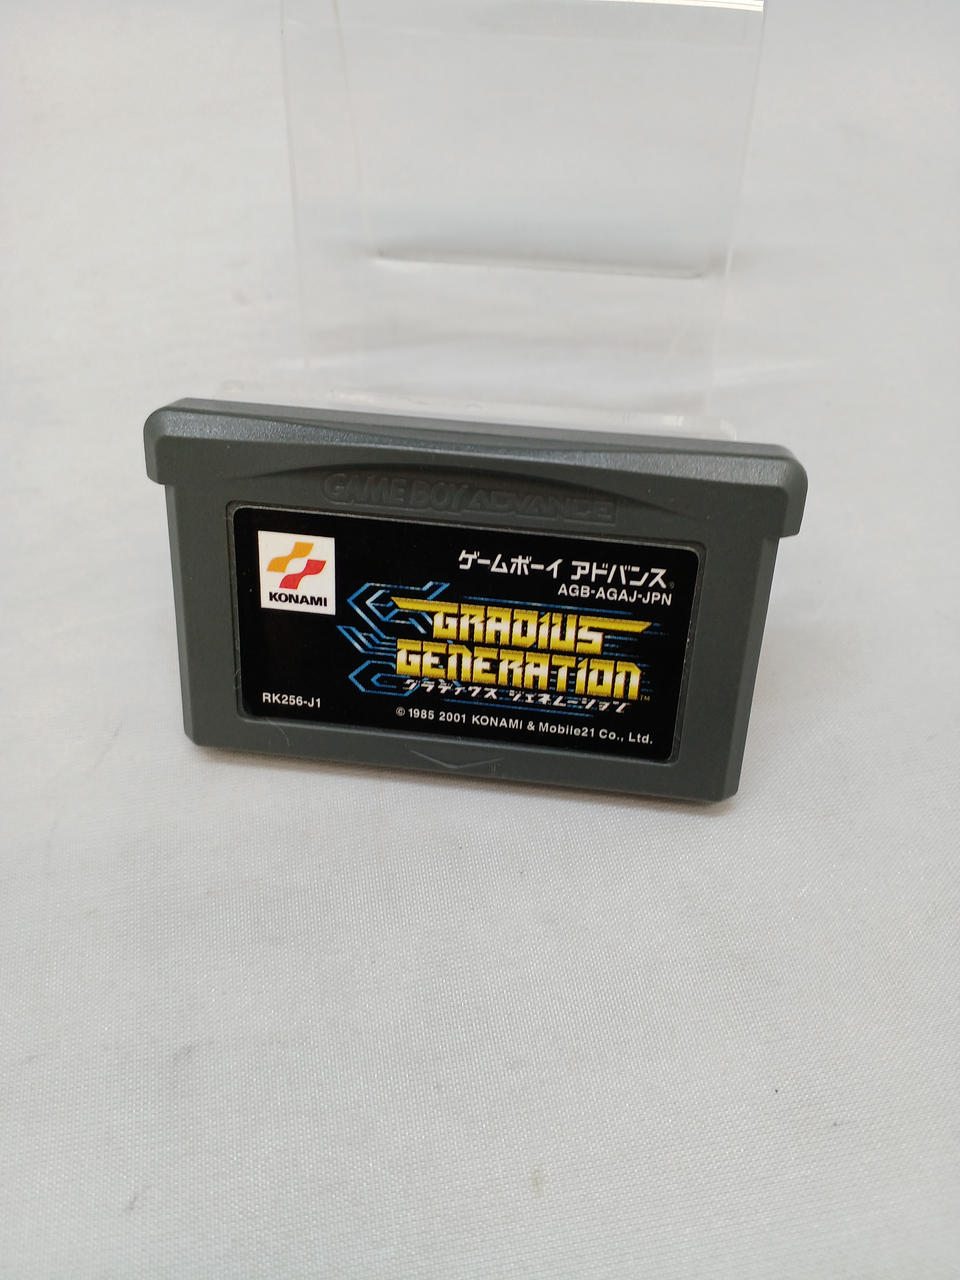 GAME BOY ADVANCE
KONAMI
ゲームボーイ アドバンス
AGB-AGAJ-JPN
GRADIUS
GENERATION™
グラディウス ジェネレーション
RK256-J1
© 1985 2001 KONAMI & Mobile21 Co., Ltd.